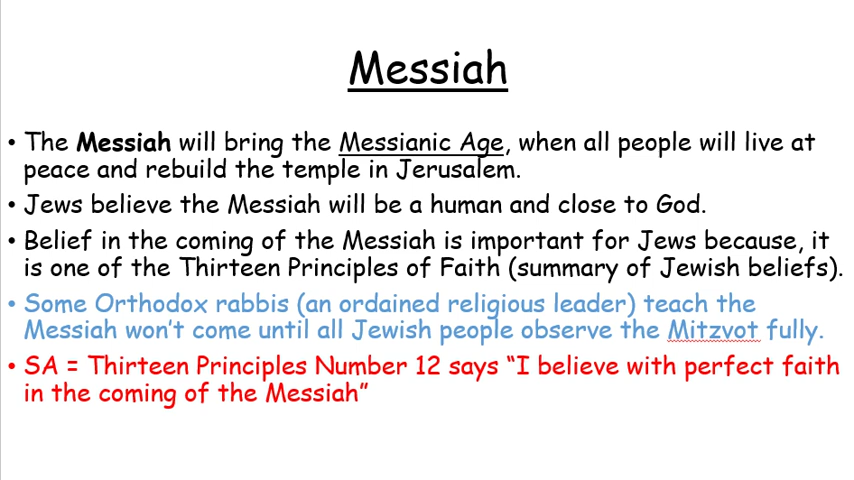 Messiah
• The Messiah will bring the Messianic Age, when all people will live at
peace and rebuild the temple in Jerusalem.
• Jews believe the Messiah will be a human and close to God.
• Belief in the coming of the Messiah is important for Jews because, it
is one of the Thirteen Principles of Faith (summary of Jewish beliefs).
• Some Orthodox rabbis (an ordained religious leader) teach the
Messiah won't come until all Jewish people observe the Mitzvot fully.
• SA = Thirteen Principles Number 12 says “I believe with perfect faith
in the coming of the Messiah”